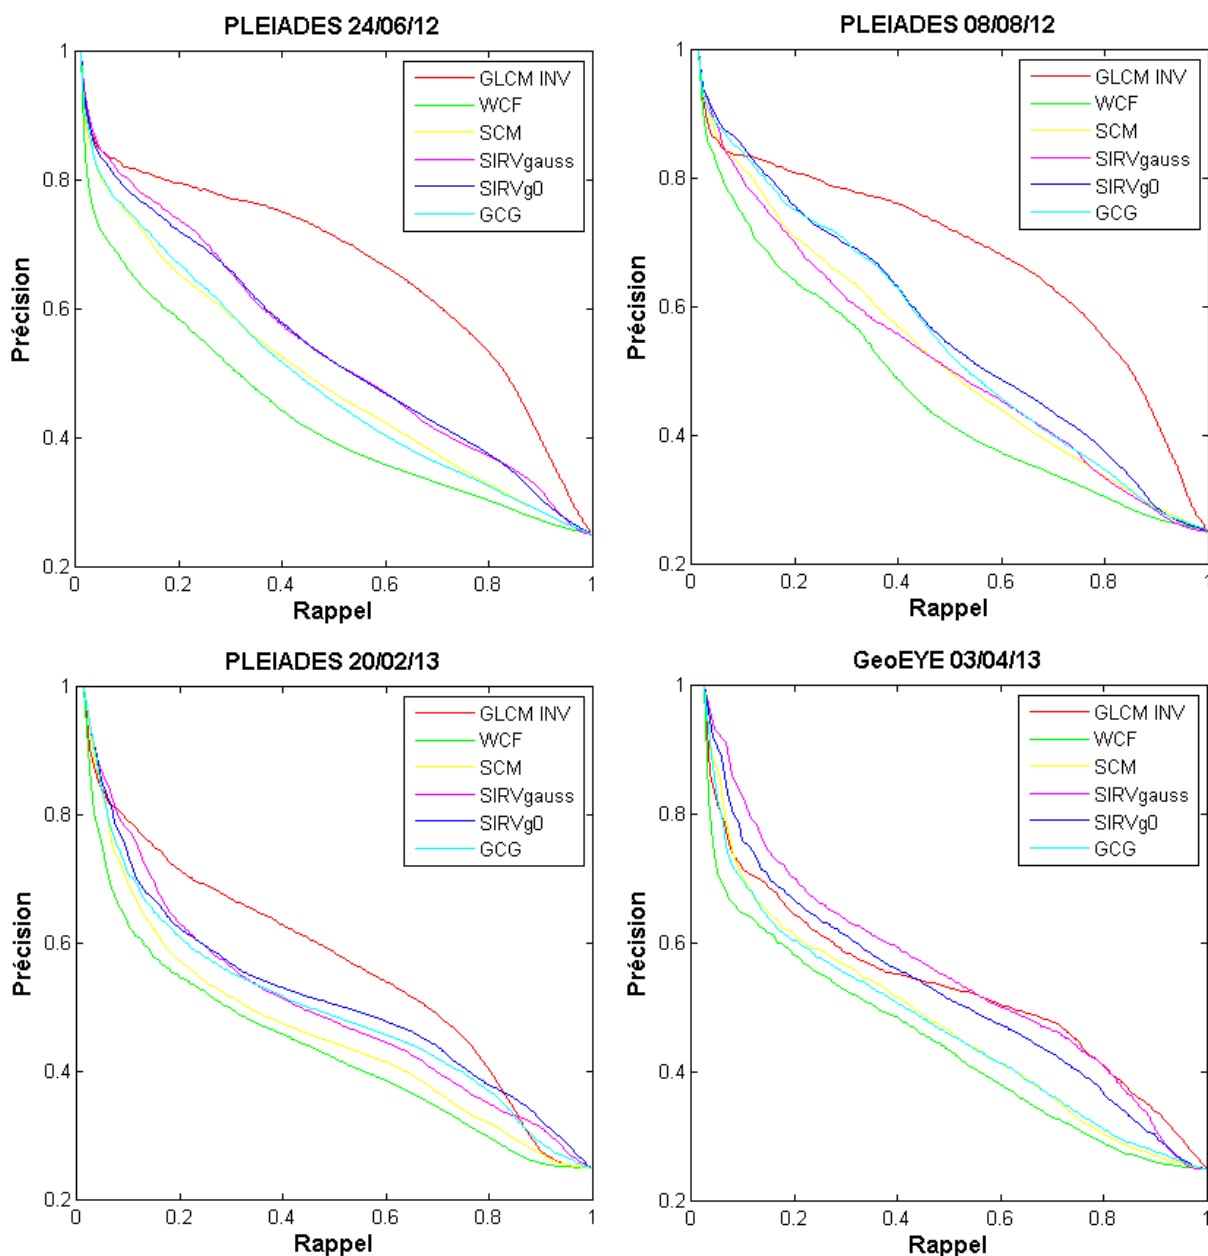 PLEIADES 24/06/12
1
0.8
0.6
0.4
0.2
0
0.2
0.4
0.6
0.8
1
Précision
Rappel
GLCM INV
WCF
SCM
SIRVgauss
SIRVg0
GCG
PLEIADES 08/08/12
1
0.8
0.6
0.4
0.2
0
0.2
0.4
0.6
0.8
1
Précision
Rappel
GLCM INV
WCF
SCM
SIRVgauss
SIRVg0
GCG
PLEIADES 20/02/13
1
0.8
0.6
0.4
0.2
0
0.2
0.4
0.6
0.8
1
Précision
Rappel
GLCM INV
WCF
SCM
SIRVgauss
SIRVg0
GCG
GeoEYE 03/04/13
1
0.8
0.6
0.4
0.2
0
0.2
0.4
0.6
0.8
1
Précision
Rappel
GLCM INV
WCF
SCM
SIRVgauss
SIRVg0
GCG